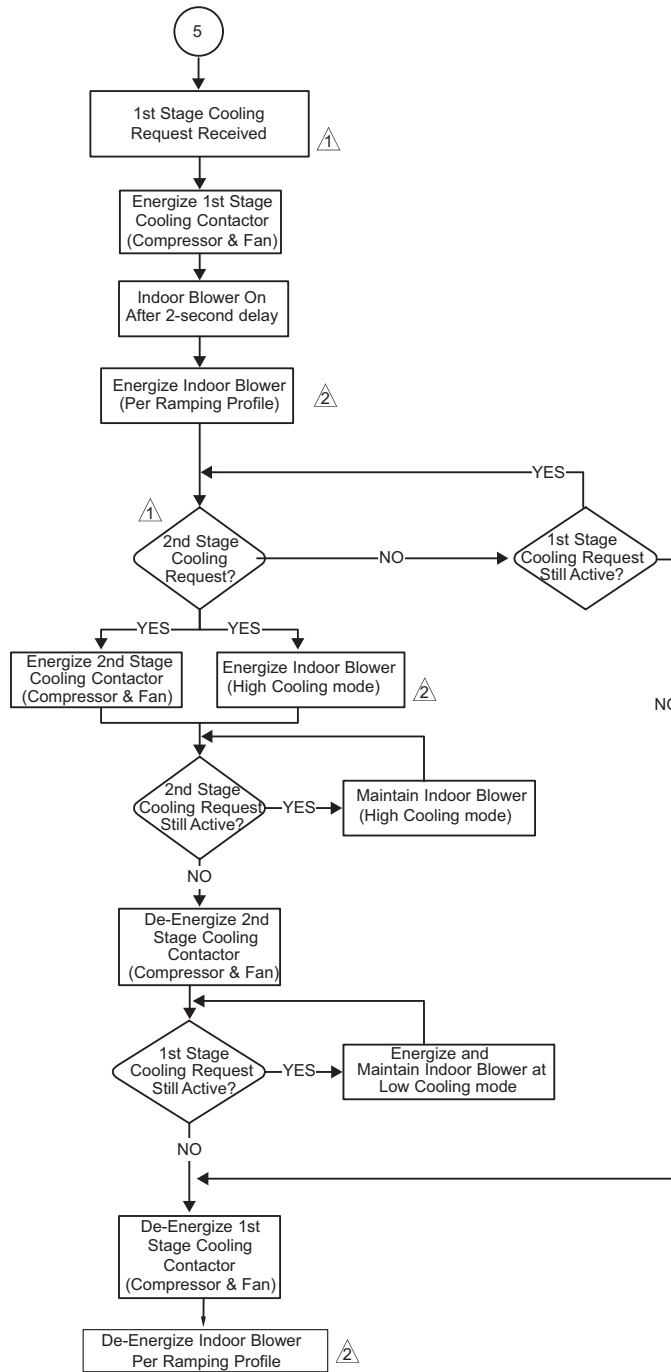 5
1st Stage Cooling
Request Received
1
Energize 1st Stage
Cooling Contactor
(Compressor & Fan)
Indoor Blower On
After 2-second delay
Energize Indoor Blower
(Per Ramping Profile)
2
YES
1
2nd Stage
Cooling
Request?
NO
1st Stage
Cooling Request
Still Active?
YES
YES
Energize 2nd Stage
Cooling Contactor
(Compressor & Fan)
Energize Indoor Blower
(High Cooling mode)
2
NO
2nd Stage
Cooling Request
Still Active?
YES
Maintain Indoor Blower
(High Cooling mode)
NO
De-Energize 2nd
Stage Cooling
Contactor
(Compressor & Fan)
1st Stage
Cooling Request
Still Active?
YES
Energize and
Maintain Indoor Blower at
Low Cooling mode
NO
De-Energize 1st
Stage Cooling
Contactor
(Compressor & Fan)
De-Energize Indoor Blower
Per Ramping Profile
2